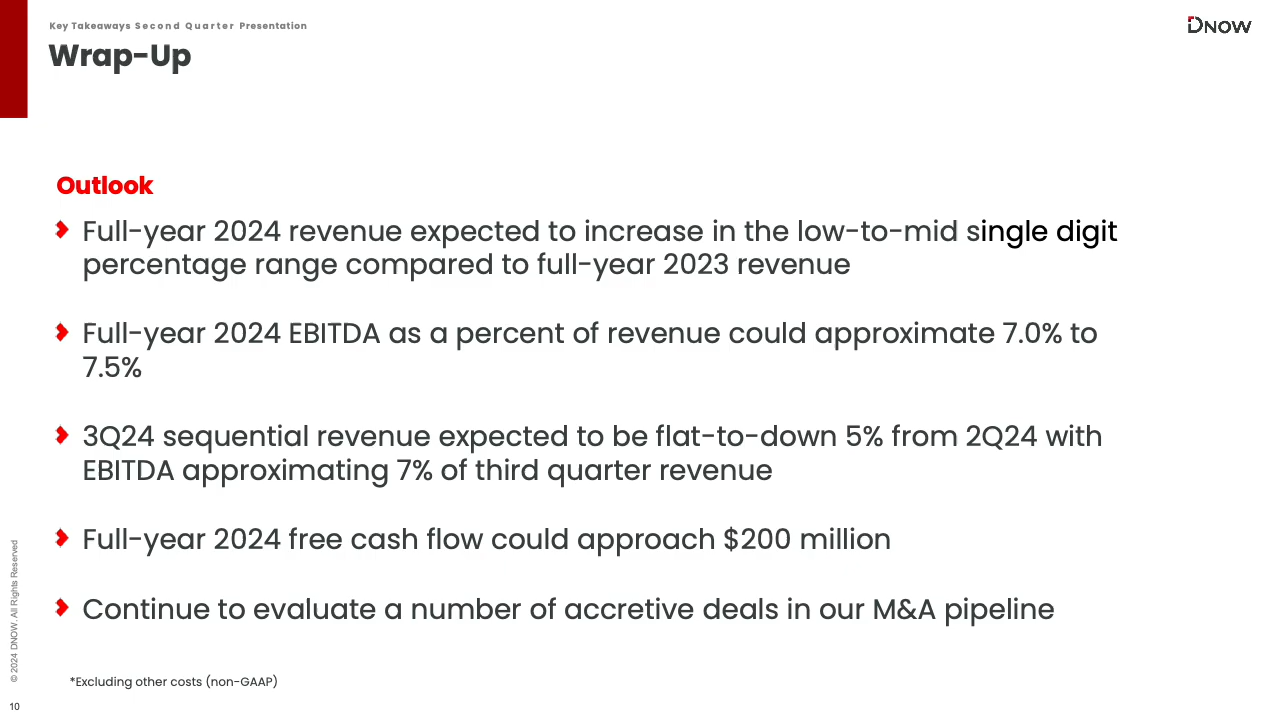 Key Takeaways Second Quarter Presentation
DNOW
Wrap-Up
Outlook
Full-year 2024 revenue expected to increase in the low-to-mid single digit
percentage range compared to full-year 2023 revenue
Full-year 2024 EBITDA as a percent of revenue could approximate 7.0% to
7.5%
3Q24 sequential revenue expected to be flat-to-down 5% from 2Q24 with
EBITDA approximating 7% of third quarter revenue
Full-year 2024 free cash flow could approach $200 million
Continue to evaluate a number of accretive deals in our M&A pipeline
*Excluding other costs (non-GAAP)
© 2024 DNOW. All Rights Reserved
10